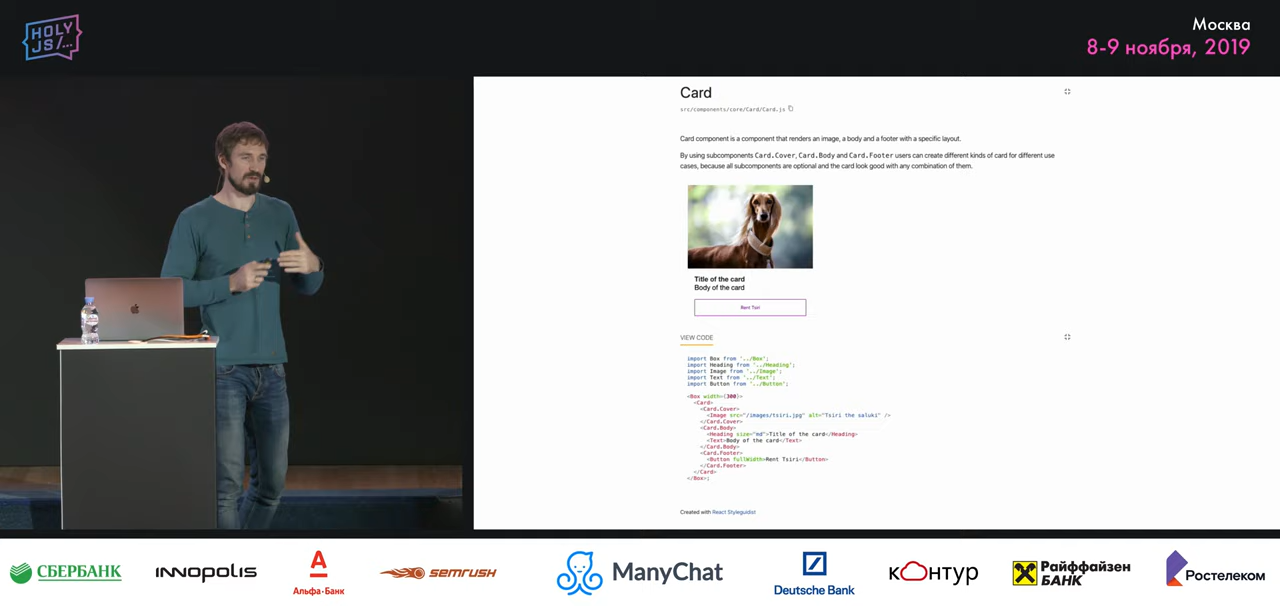 HOLY
JS/...
Москва
8-9 ноября, 2019
Card
src/components/core/Card/Card.js
Card component is a component that renders an image, a body and a footer with a specific layout.
By using subcomponents Card.Cover, Card.Body and Card.Footer users can create different kinds of card for different use
cases, because all subcomponents are optional and the card look good with any combination of them.
Title of the card
Body of the card
Rent Tsiri
VIEW CODE
import Box from '../Box';
import Heading from '../Heading';
import Image from '../Image';
import Text from '../Text';
import Button from '../Button';
<Box width={300}>
<Card>
<Card.Cover>
<Image src="/images/tsiri.jpg" alt="Tsiri the saluki" />
</Card.Cover>
<Card.Body>
<Heading size="md">Title of the card</Heading>
<Text>Body of the card</Text>
</Card.Body>
<Card.Footer>
<Button fullWidth>Rent Tsiri</Button>
</Card.Footer>
</Card>
</Box>;
Created with React Styleguidist
СБЕРБАНК
INNOPOLIS
Альфа·Банк
SEMRUSH
ManyChat
Deutsche Bank
КОНТУР
Райффайзен
БАНК
Ростелеком